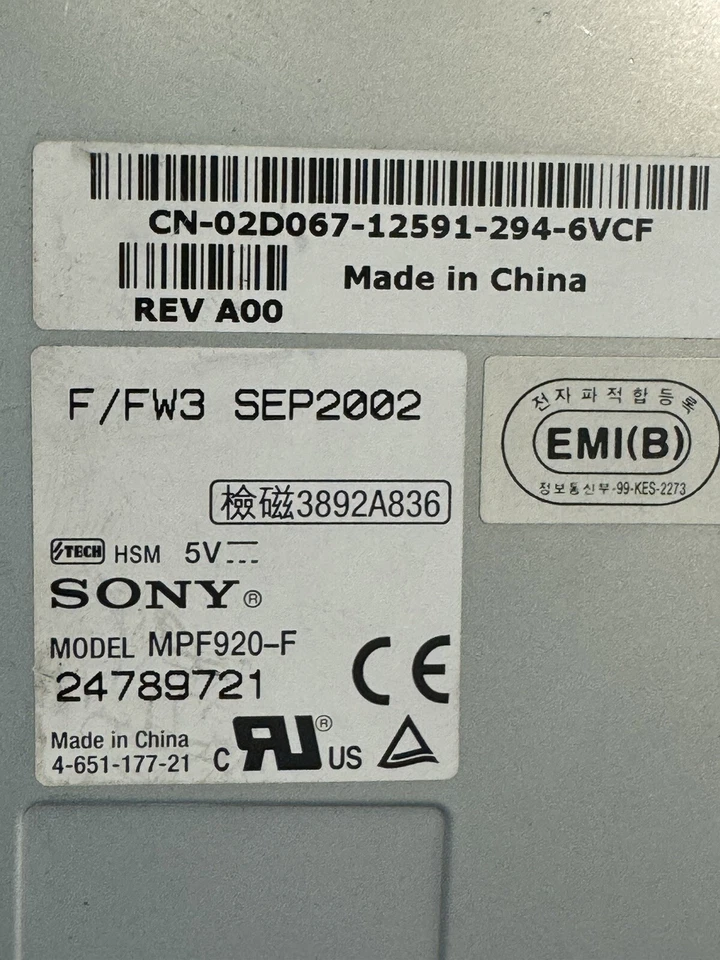 CN-02D067-12591-294-6VCF
Made in China
REV A00
F/FW3 SEP2002
檢磁3892A836
STECH HSM 5V
SONY®
MODEL MPF920-F
24789721
CE
Made in China
4-651-177-21
C RU® US
전자파적합등록
EMI(B)
정보통신부-99-KES-2273